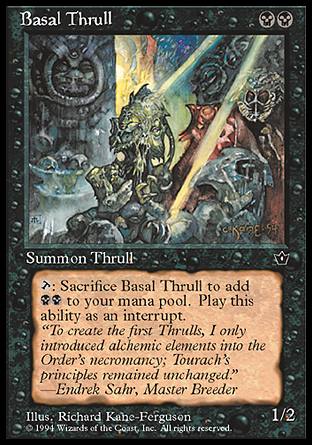 Basal Thrull
C·Kane·54
Summon Thrull
: Sacrifice Basal Thrull to add
to your mana pool. Play this
ability as an interrupt.
“To create the first Thrulls, I only
introduced alchemic elements into the
Order's necromancy; Tourach's
principles remained unchanged.”
—Endrek Sahr, Master Breeder
Illus. Richard Kane-Ferguson
© 1994 Wizards of the Coast, Inc. All rights reserved.
1/2